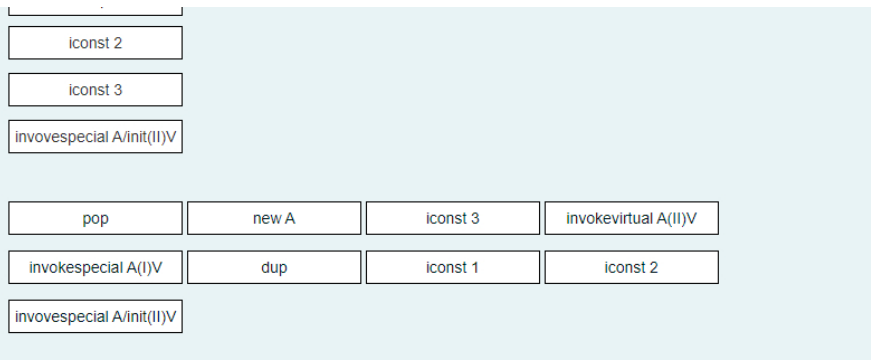 iconst 2
iconst 3
invovespecial A/init(II)V
pop new A iconst 3 invokevirtual A(II)V
invokespecial A(I)V dup iconst 1 iconst 2
invovespecial A/init(II)V